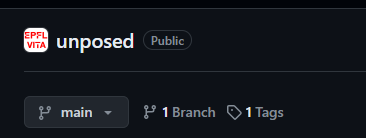 EPFL
VITA
unposed Public
main 1 Branch 1 Tags